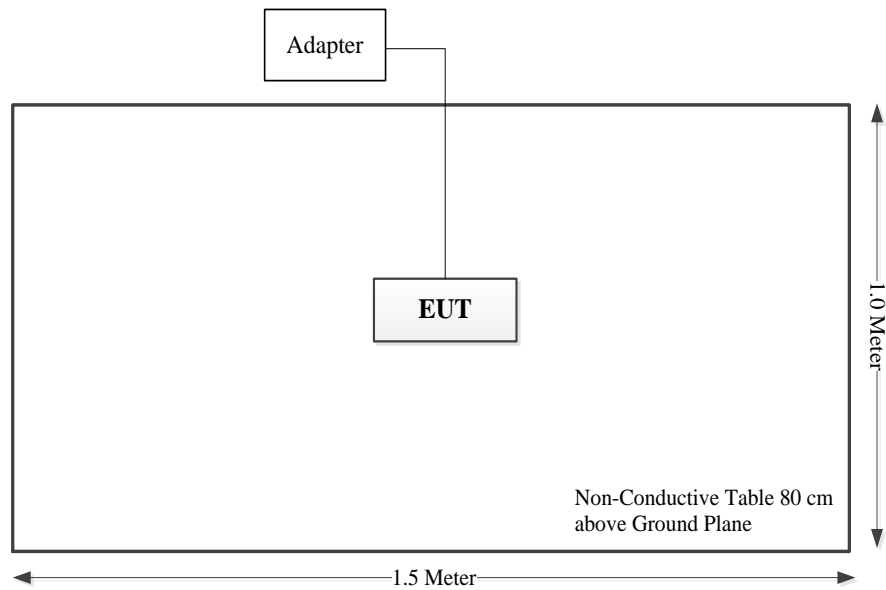 Adapter
EUT
1.0 Meter
Non-Conductive Table 80 cm
above Ground Plane
1.5 Meter